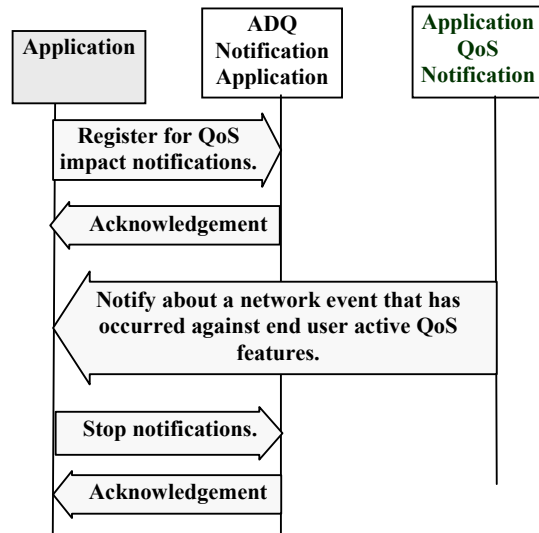 Application
ADQ
Notification
Application
Application
QoS
Notification
Register for QoS
impact notifications.
Acknowledgement
Notify about a network event that has
occurred against end user active QoS
features.
Stop notifications.
Acknowledgement